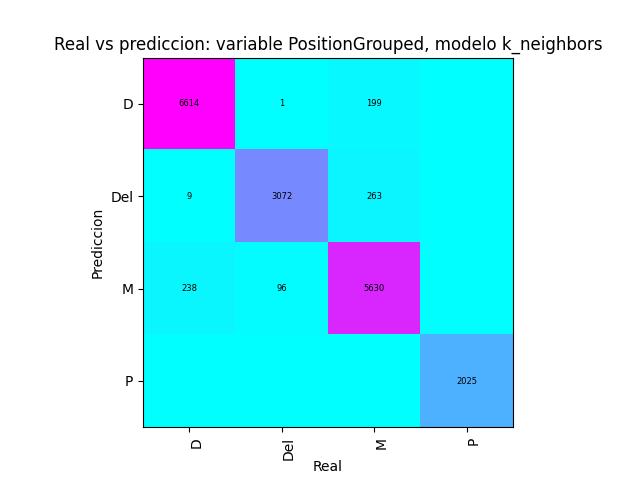 Real vs prediccion: variable PositionGrouped, modelo k_neighbors
D
6614 1 199
Del
9 3072 263
M
238 96 5630
P
2025
Prediccion
D Del M P
Real